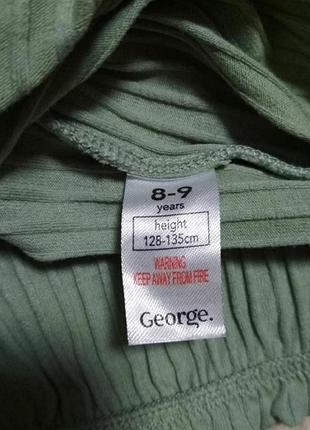 8-9
years
height
128-135cm
WARNING
KEEP AWAY FROM FIRE
George.